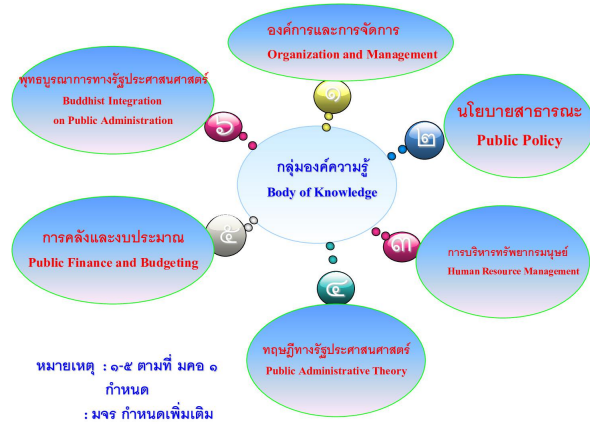 องค์การและการจัดการ
Organization and Management
๑
พุทธบูรณาการทางรัฐประศาสนศาสตร์
Buddhist Integration
on Public Administration
๖
นโยบายสาธารณะ
Public Policy
๒
กลุ่มองค์ความรู้
Body of Knowledge
การคลังและงบประมาณ
Public Finance and Budgeting
๕
การบริหารทรัพยากรมนุษย์
Human Resource Management
๓
๔
ทฤษฎีทางรัฐประศาสนศาสตร์
Public Administrative Theory
หมายเหตุ : ๑-๕ ตามที่ มคอ ๑
กำหนด
: มจร กำหนดเพิ่มเติม